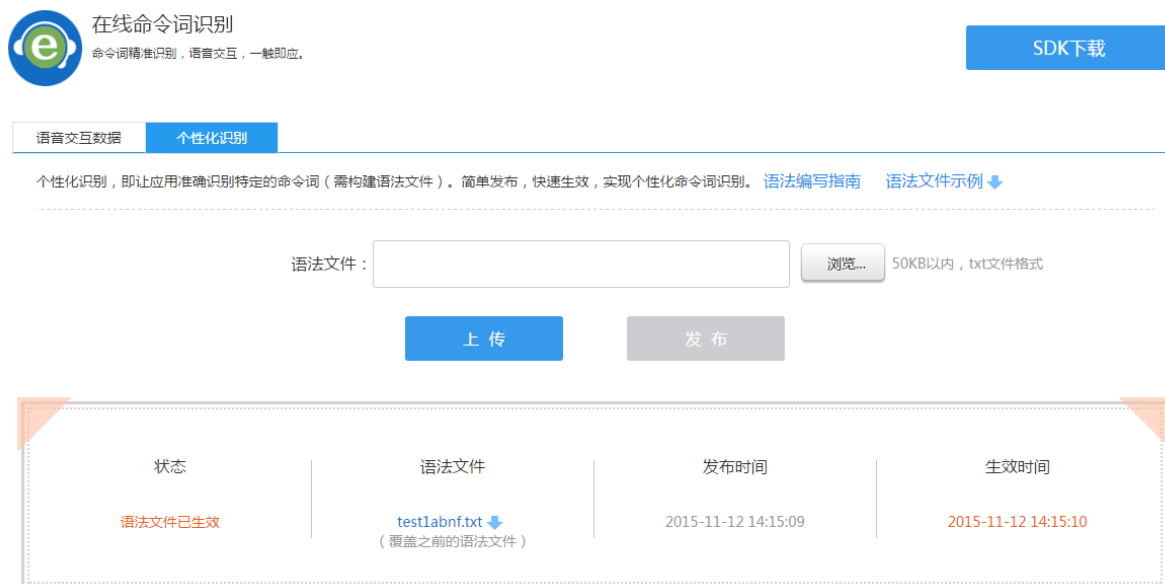 在线命令词识别
命令词精准识别，语音交互，一触即应。
SDK下载
语音交互数据 个性化识别
个性化识别，即让应用准确识别特定的命令词（需构建语法文件）。简单发布，快速生效，实现个性化命令词识别。 语法编写指南 语法文件示例
语法文件： 浏览... 50KB以内，txt文件格式
上 传 发 布
状态 语法文件 发布时间 生效时间
语法文件已生效 test1abnf.txt 2015-11-12 14:15:09 2015-11-12 14:15:10
（覆盖之前的语法文件）